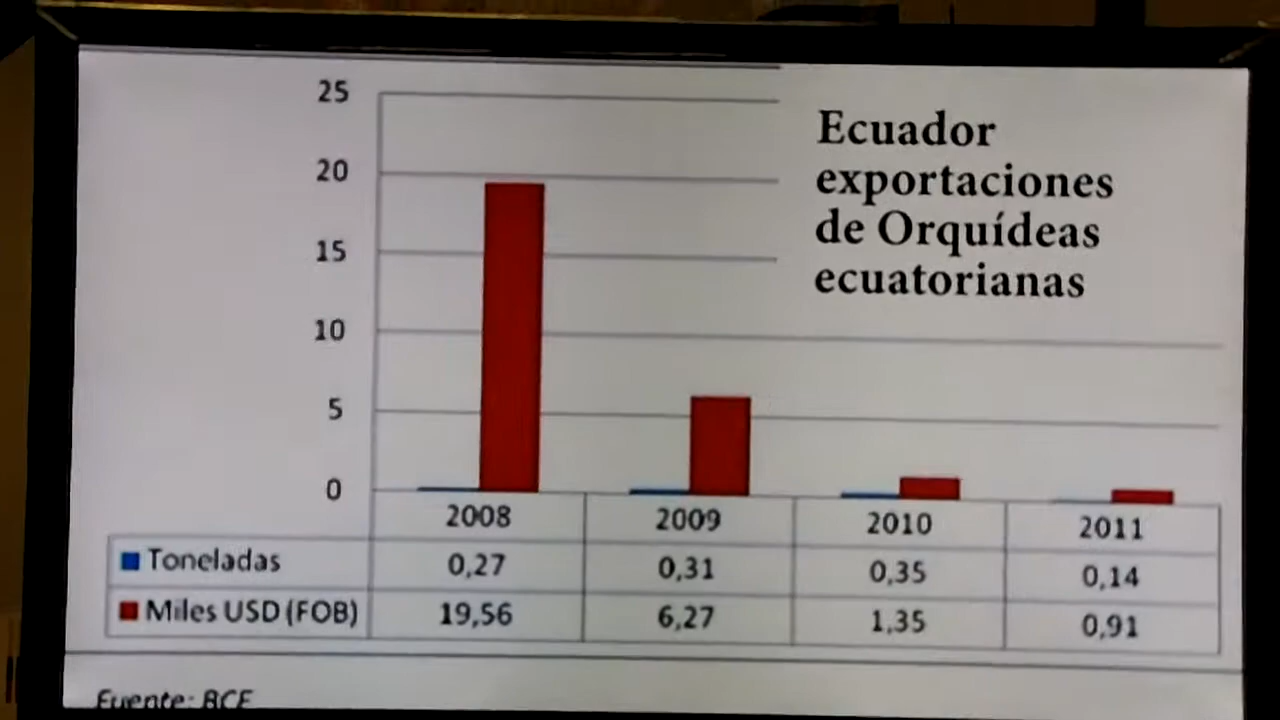 25
20
15
10
5
0
Ecuador
exportaciones
de Orquídeas
ecuatorianas
2008 2009 2010 2011
Toneladas 0,27 0,31 0,35 0,14
Miles USD (FOB) 19,56 6,27 1,35 0,91
Fuente: BCE